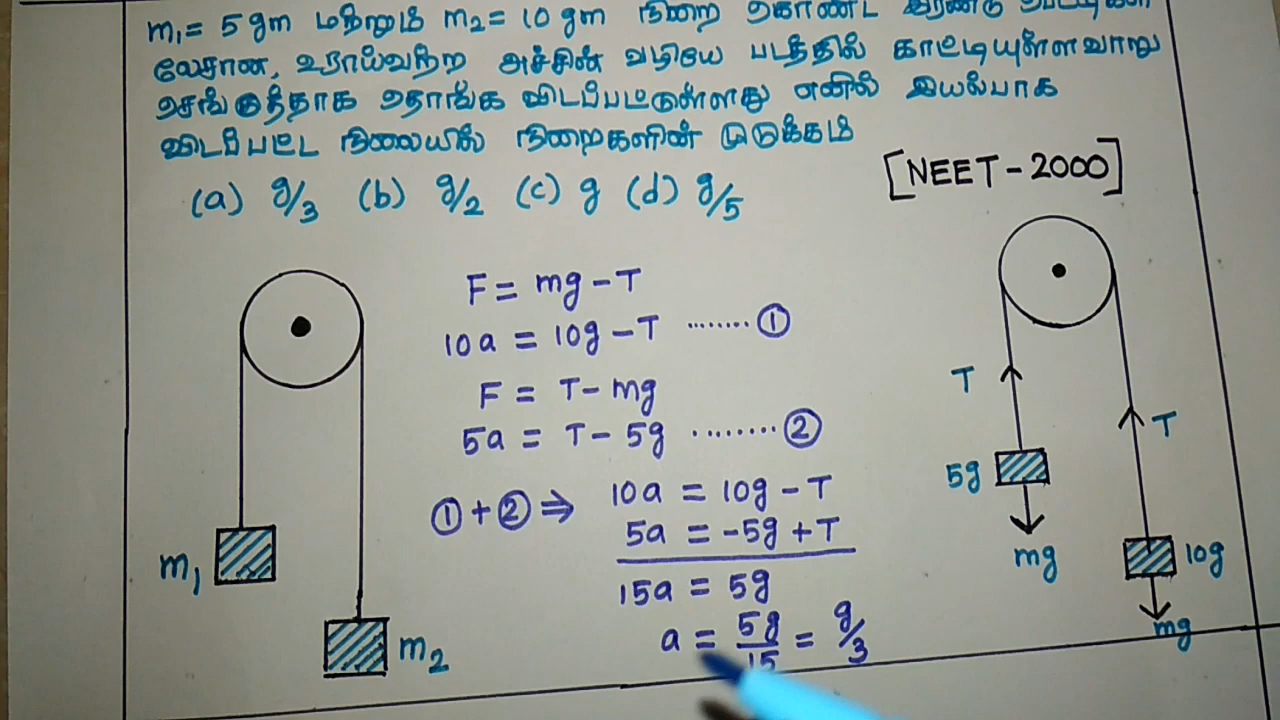 m₁ = 5 gm மற்றும் m₂ = 10 gm நிறை கொண்ட இரண்டு
லேசான, உராய்வற்ற அச்சின் வழியே படத்தில் காட்டியுள்ளவாறு
செங்குத்தாக தொங்க விடப்பட்டுள்ளது எனில் இயல்பாக
விடப்பட்ட நிலையில் நிறைகளின் முடுக்கம்
[NEET - 2000]
(a) g/3 (b) g/2 (c) g (d) g/5
F = mg - T
10a = 10g - T ........ ①
F = T - mg
5a = T - 5g ........ ②
① + ② ⇒ 10a = 10g - T
5a = -5g + T
15a = 5g
a = 5g/15 = g/3
m₁
m₂
T
T
5g
mg
10g
mg